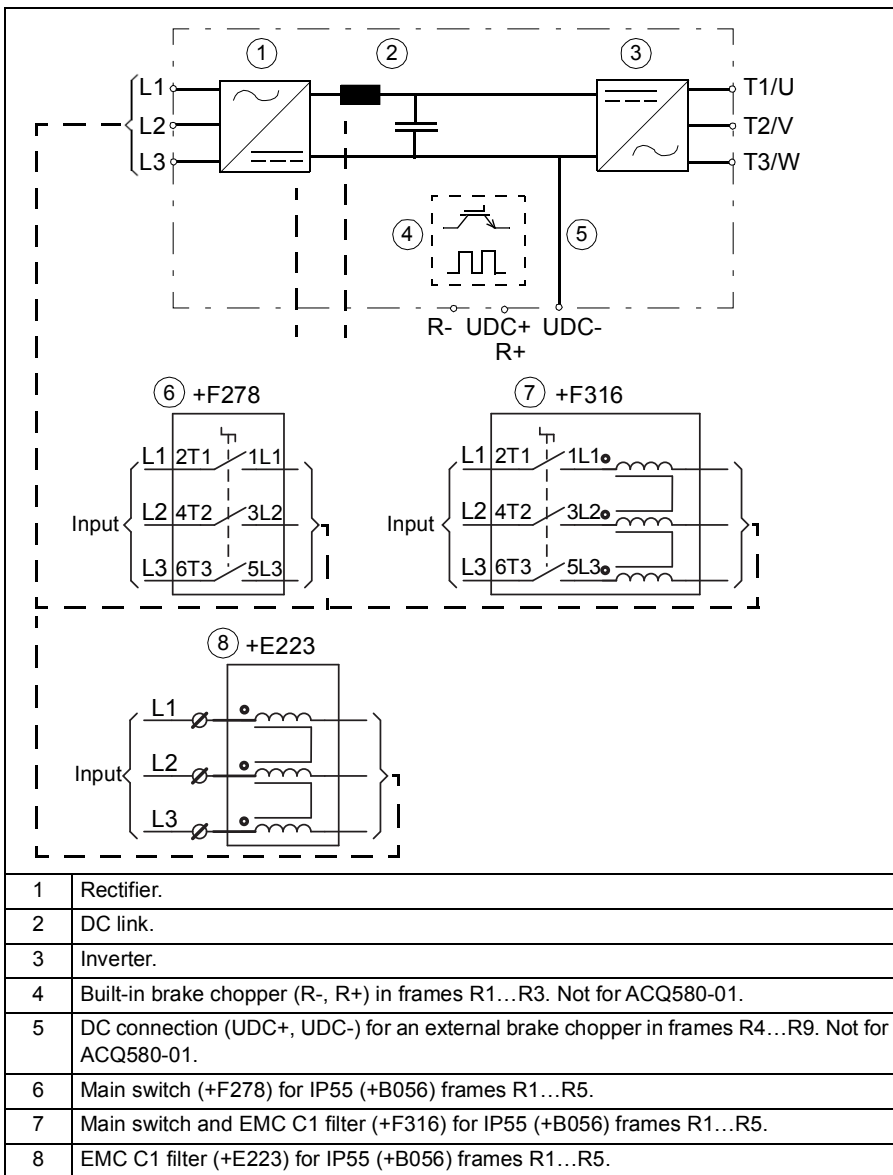 1 2 3
L1 T1/U
L2 T2/V
L3 T3/W
4 5
R- UDC+ UDC-
R+
6 +F278 7 +F316
L1 2T1 1L1 L1 2T1 1L1
Input L2 4T2 3L2 Input L2 4T2 3L2
L3 6T3 5L3 L3 6T3 5L3
8 +E223
L1
Input L2
L3
1 Rectifier.
2 DC link.
3 Inverter.
4 Built-in brake chopper (R-, R+) in frames R1…R3. Not for ACQ580-01.
5 DC connection (UDC+, UDC-) for an external brake chopper in frames R4…R9. Not for
ACQ580-01.
6 Main switch (+F278) for IP55 (+B056) frames R1…R5.
7 Main switch and EMC C1 filter (+F316) for IP55 (+B056) frames R1…R5.
8 EMC C1 filter (+E223) for IP55 (+B056) frames R1…R5.